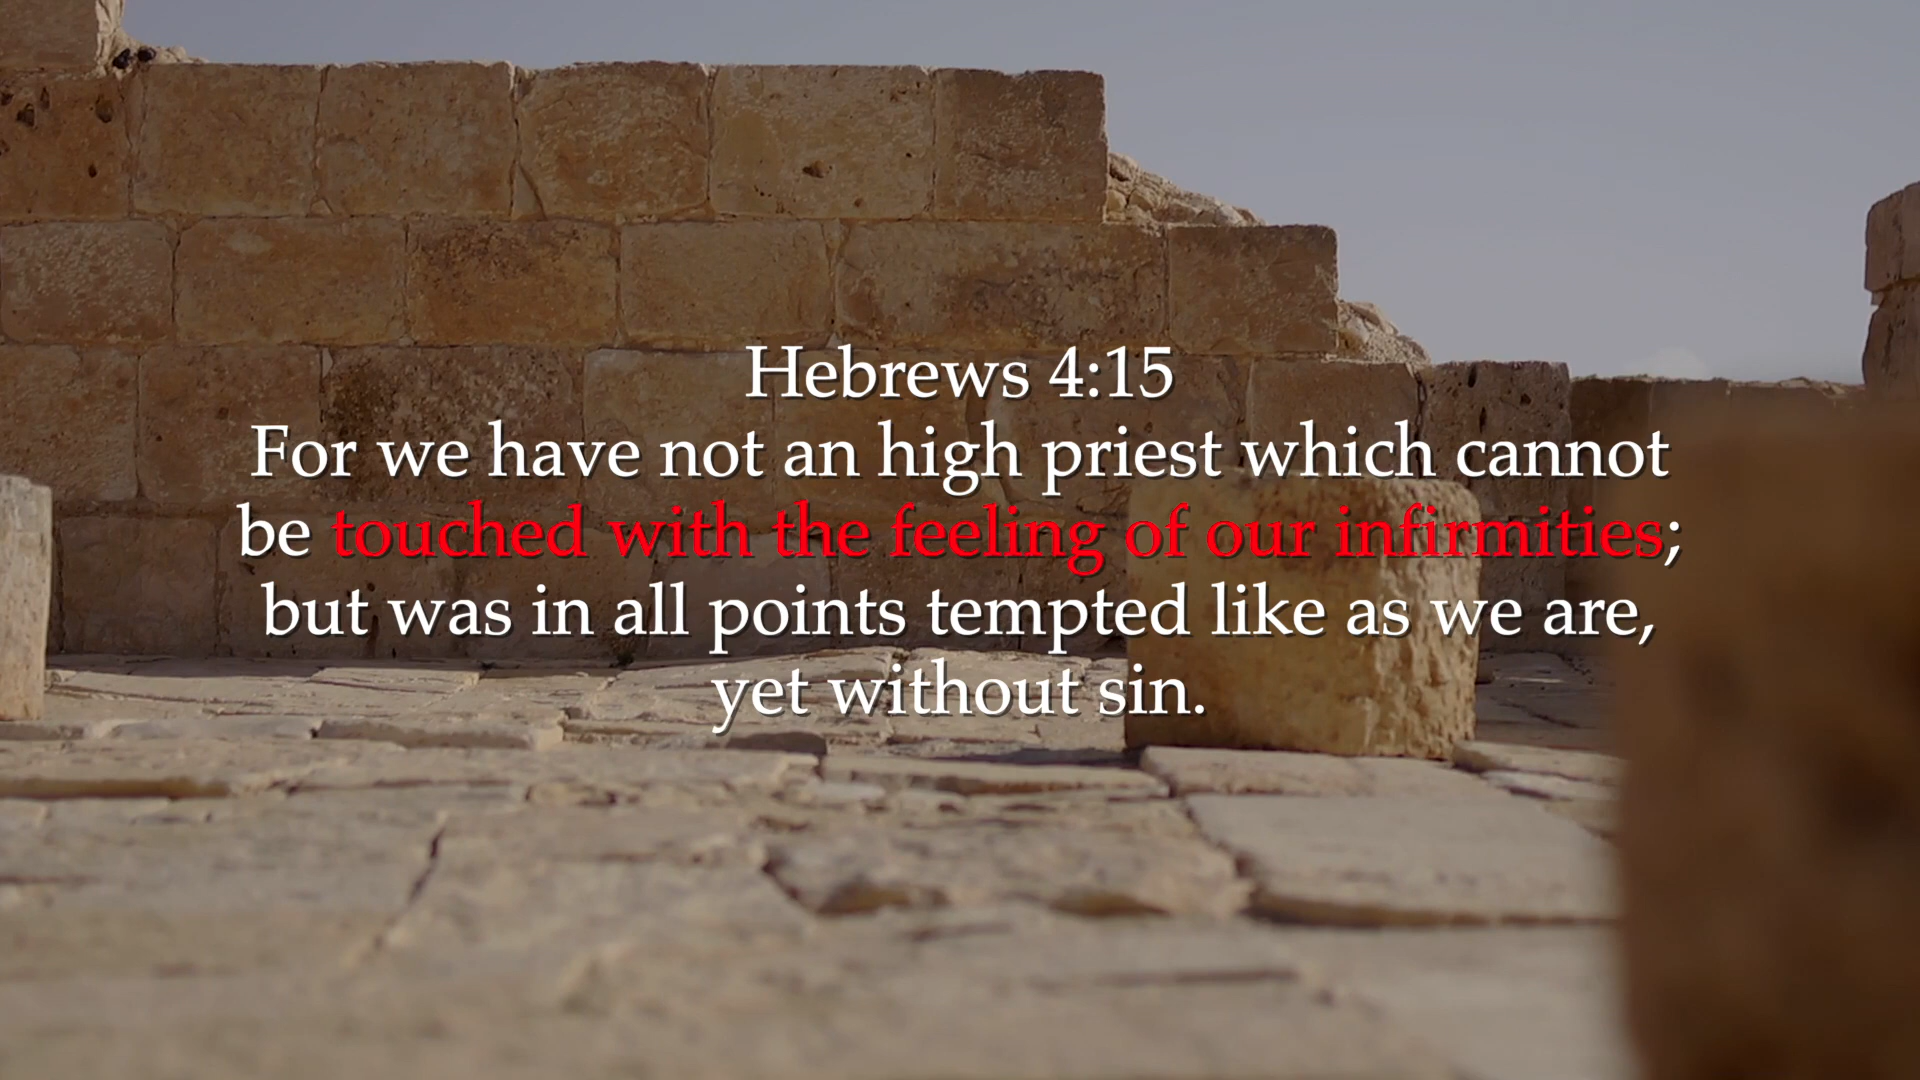 Hebrews 4:15
For we have not an high priest which cannot
be touched with the feeling of our infirmities;
but was in all points tempted like as we are,
yet without sin.